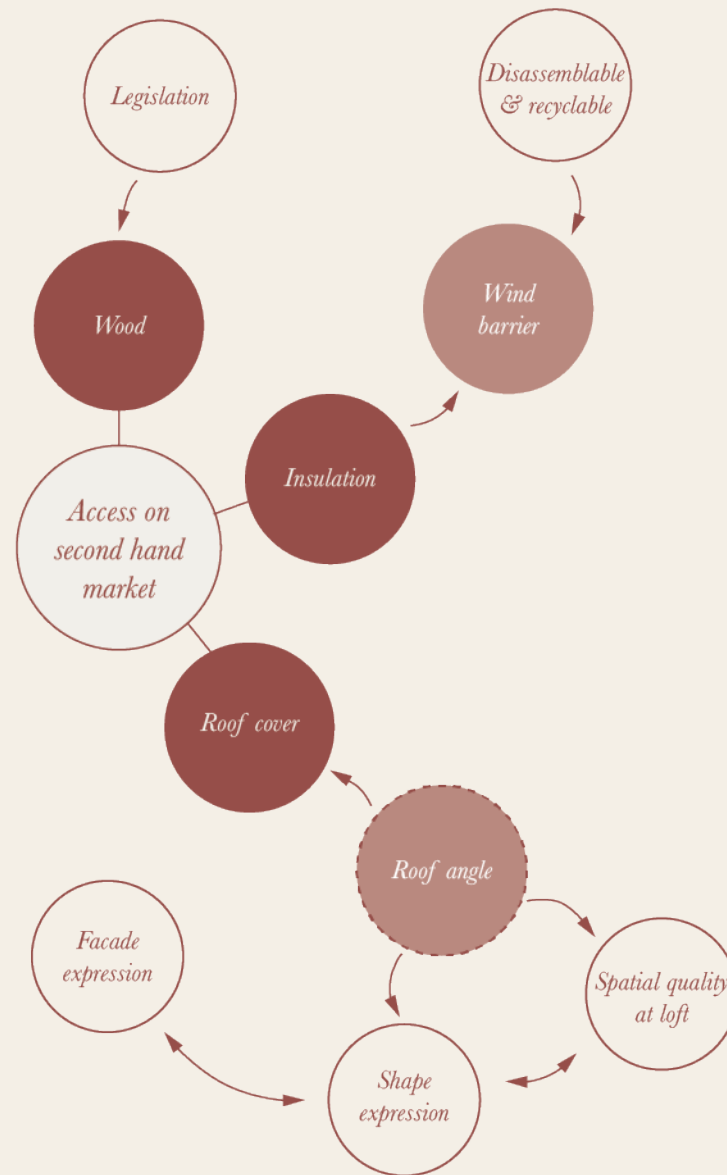 Legislation
Disassemblable
& recyclable
Wood
Wind
barrier
Insulation
Access on
second hand
market
Roof cover
Roof angle
Facade
expression
Spatial quality
at loft
Shape
expression